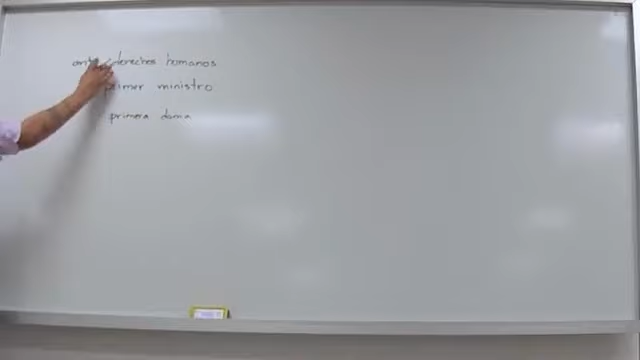 derechos humanos
primer ministro
primera dama